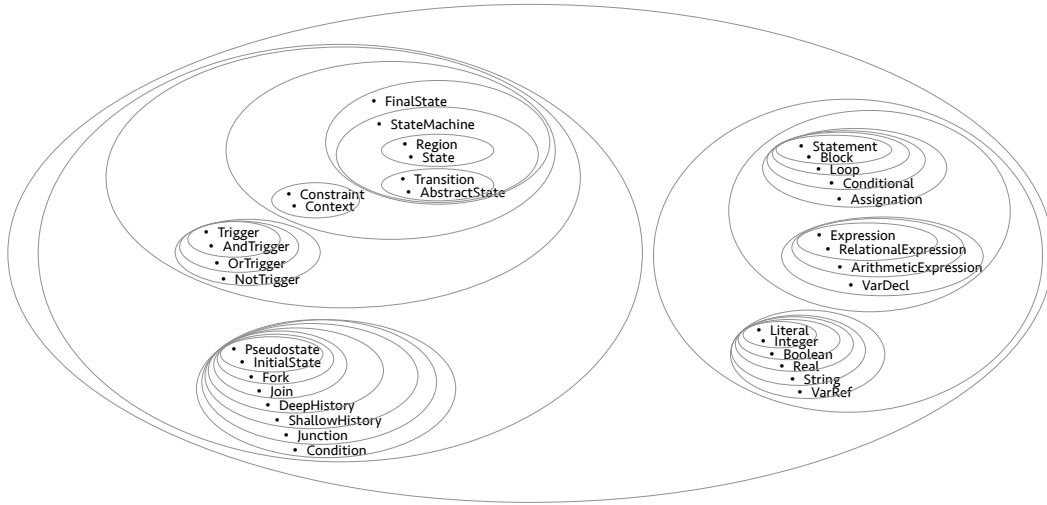 FinalState
StateMachine
Region
State
Transition
AbstractState
Constraint
Context
Trigger
AndTrigger
OrTrigger
NotTrigger
Pseudostate
InitialState
Fork
Join
DeepHistory
ShallowHistory
Junction
Condition
Statement
Block
Loop
Conditional
Assignation
Expression
RelationalExpression
ArithmeticExpression
VarDecl
Literal
Integer
Boolean
Real
String
VarRef